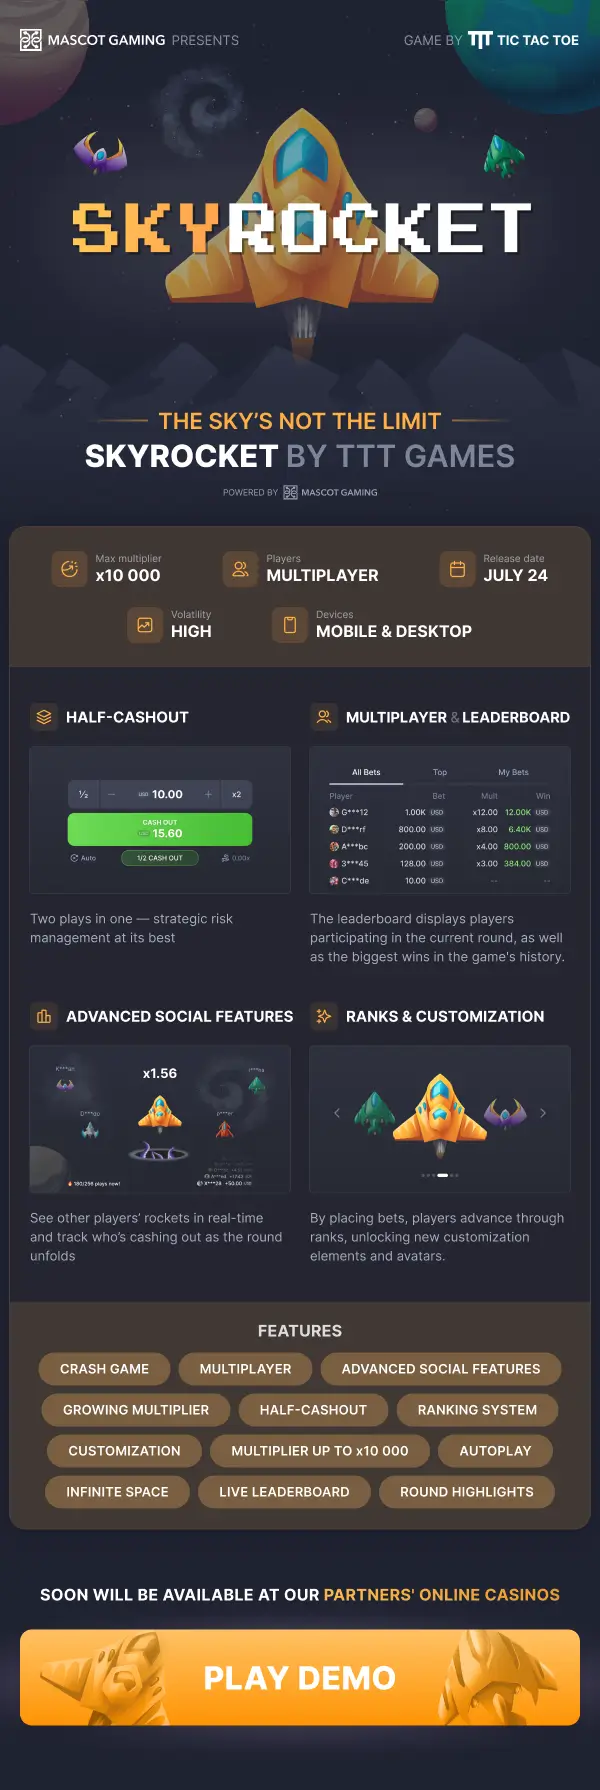 MASCOT GAMING PRESENTS
GAME BY TTT TIC TAC TOE
SKYROCKET
THE SKY'S NOT THE LIMIT
SKYROCKET BY TTT GAMES
POWERED BY MASCOT GAMING
Max multiplier
x10 000
Players
MULTIPLAYER
Release date
JULY 24
Volatility
HIGH
Devices
MOBILE & DESKTOP
HALF-CASHOUT
½ − USD 10.00 + x2
CASH OUT
USD 15.60
Auto 1/2 CASH OUT 0.00x
Two plays in one — strategic risk
management at its best
MULTIPLAYER & LEADERBOARD
All Bets Top My Bets
Player Bet Mult Win
G***12 1.00K USD x12.00 12.00K USD
D***rf 800.00 USD x8.00 6.40K USD
A***bc 200.00 USD x4.00 800.00 USD
3***45 128.00 USD x3.00 384.00 USD
C***de 10.00 USD -- --
The leaderboard displays players
participating in the current round, as well
as the biggest wins in the game's history.
ADVANCED SOCIAL FEATURES
x1.56
180/298 plays now!
X***28 +50.00
See other players' rockets in real-time
and track who's cashing out as the round
unfolds
RANKS & CUSTOMIZATION
By placing bets, players advance through
ranks, unlocking new customization
elements and avatars.
FEATURES
CRASH GAME
MULTIPLAYER
ADVANCED SOCIAL FEATURES
GROWING MULTIPLIER
HALF-CASHOUT
RANKING SYSTEM
CUSTOMIZATION
MULTIPLIER UP TO x10 000
AUTOPLAY
INFINITE SPACE
LIVE LEADERBOARD
ROUND HIGHLIGHTS
SOON WILL BE AVAILABLE AT OUR PARTNERS' ONLINE CASINOS
PLAY DEMO